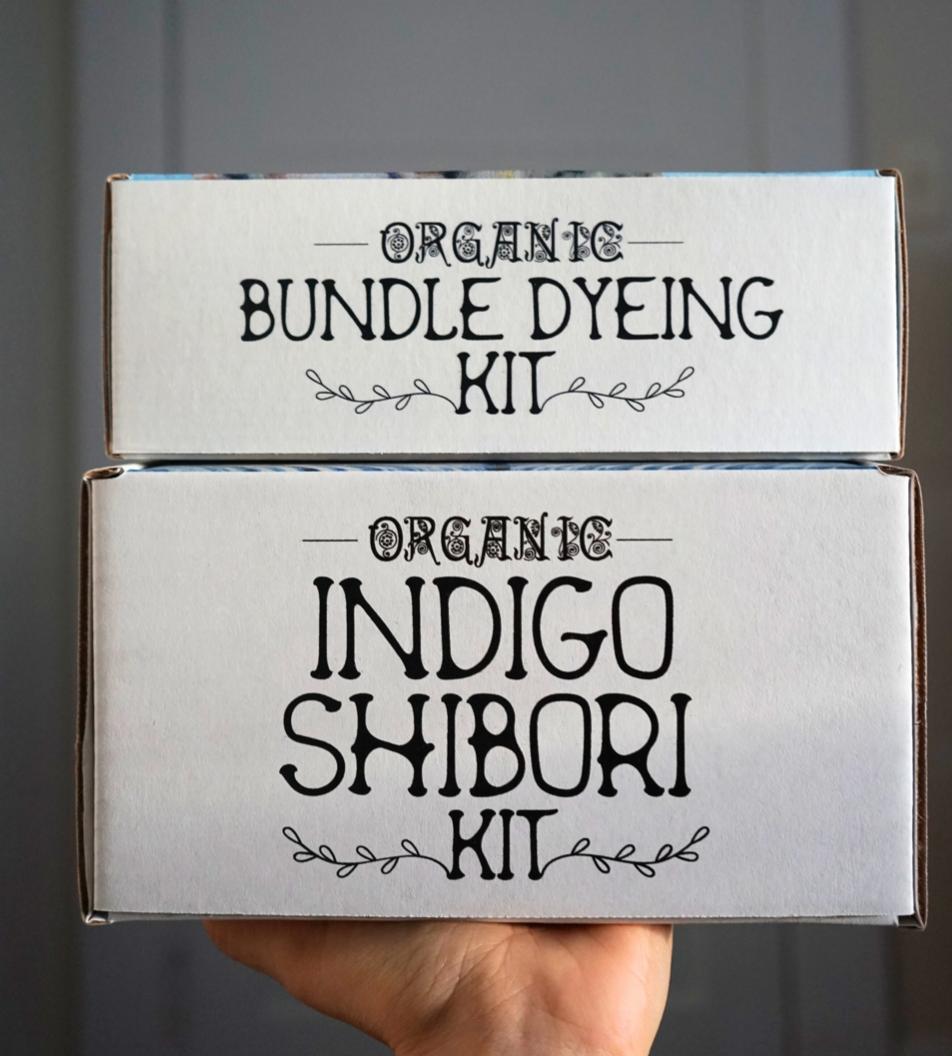 ORGANIC
BUNDLE DYEING
KIT
ORGANIC
INDIGO
SHIBORI
KIT